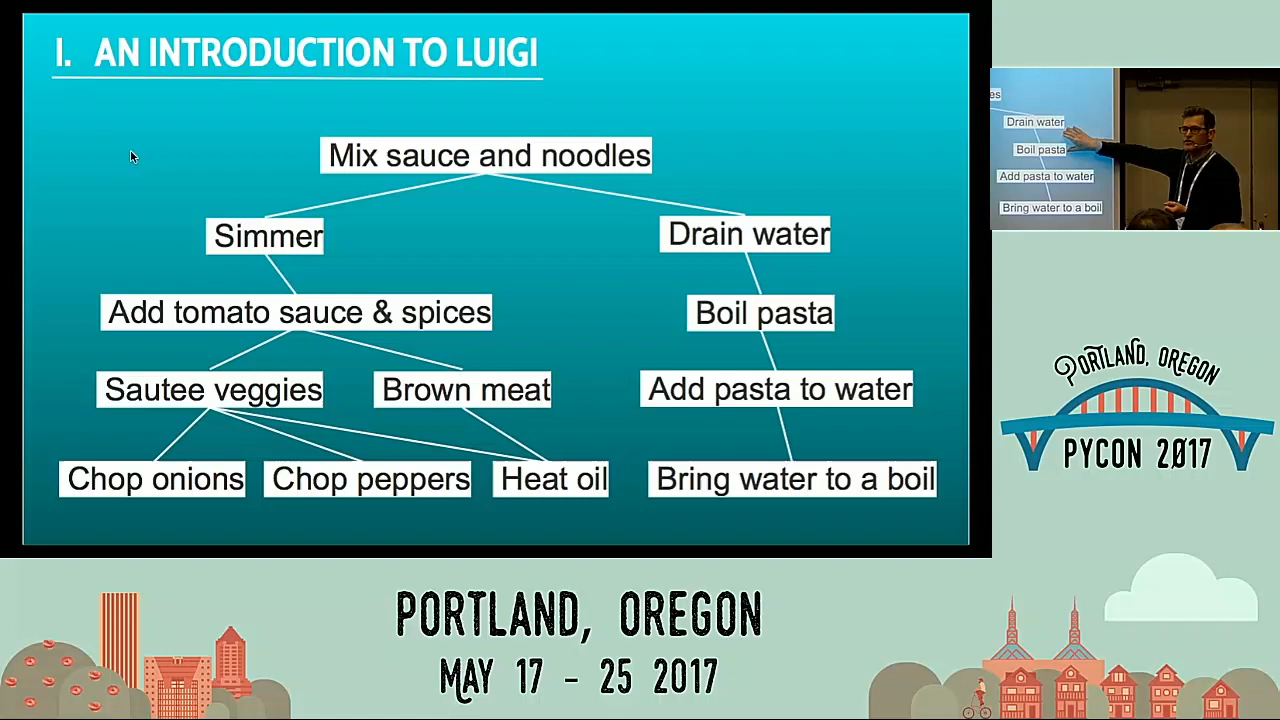 I. AN INTRODUCTION TO LUIGI
Mix sauce and noodles
Simmer
Drain water
Add tomato sauce & spices
Boil pasta
Sautee veggies
Brown meat
Add pasta to water
Chop onions
Chop peppers
Heat oil
Bring water to a boil
es
Drain water
Boil pasta
Add pasta to water
Bring water to a boil
PORTLAND, OREGON
PYCON 2017
PORTLAND, OREGON
MAY 17 - 25 2017